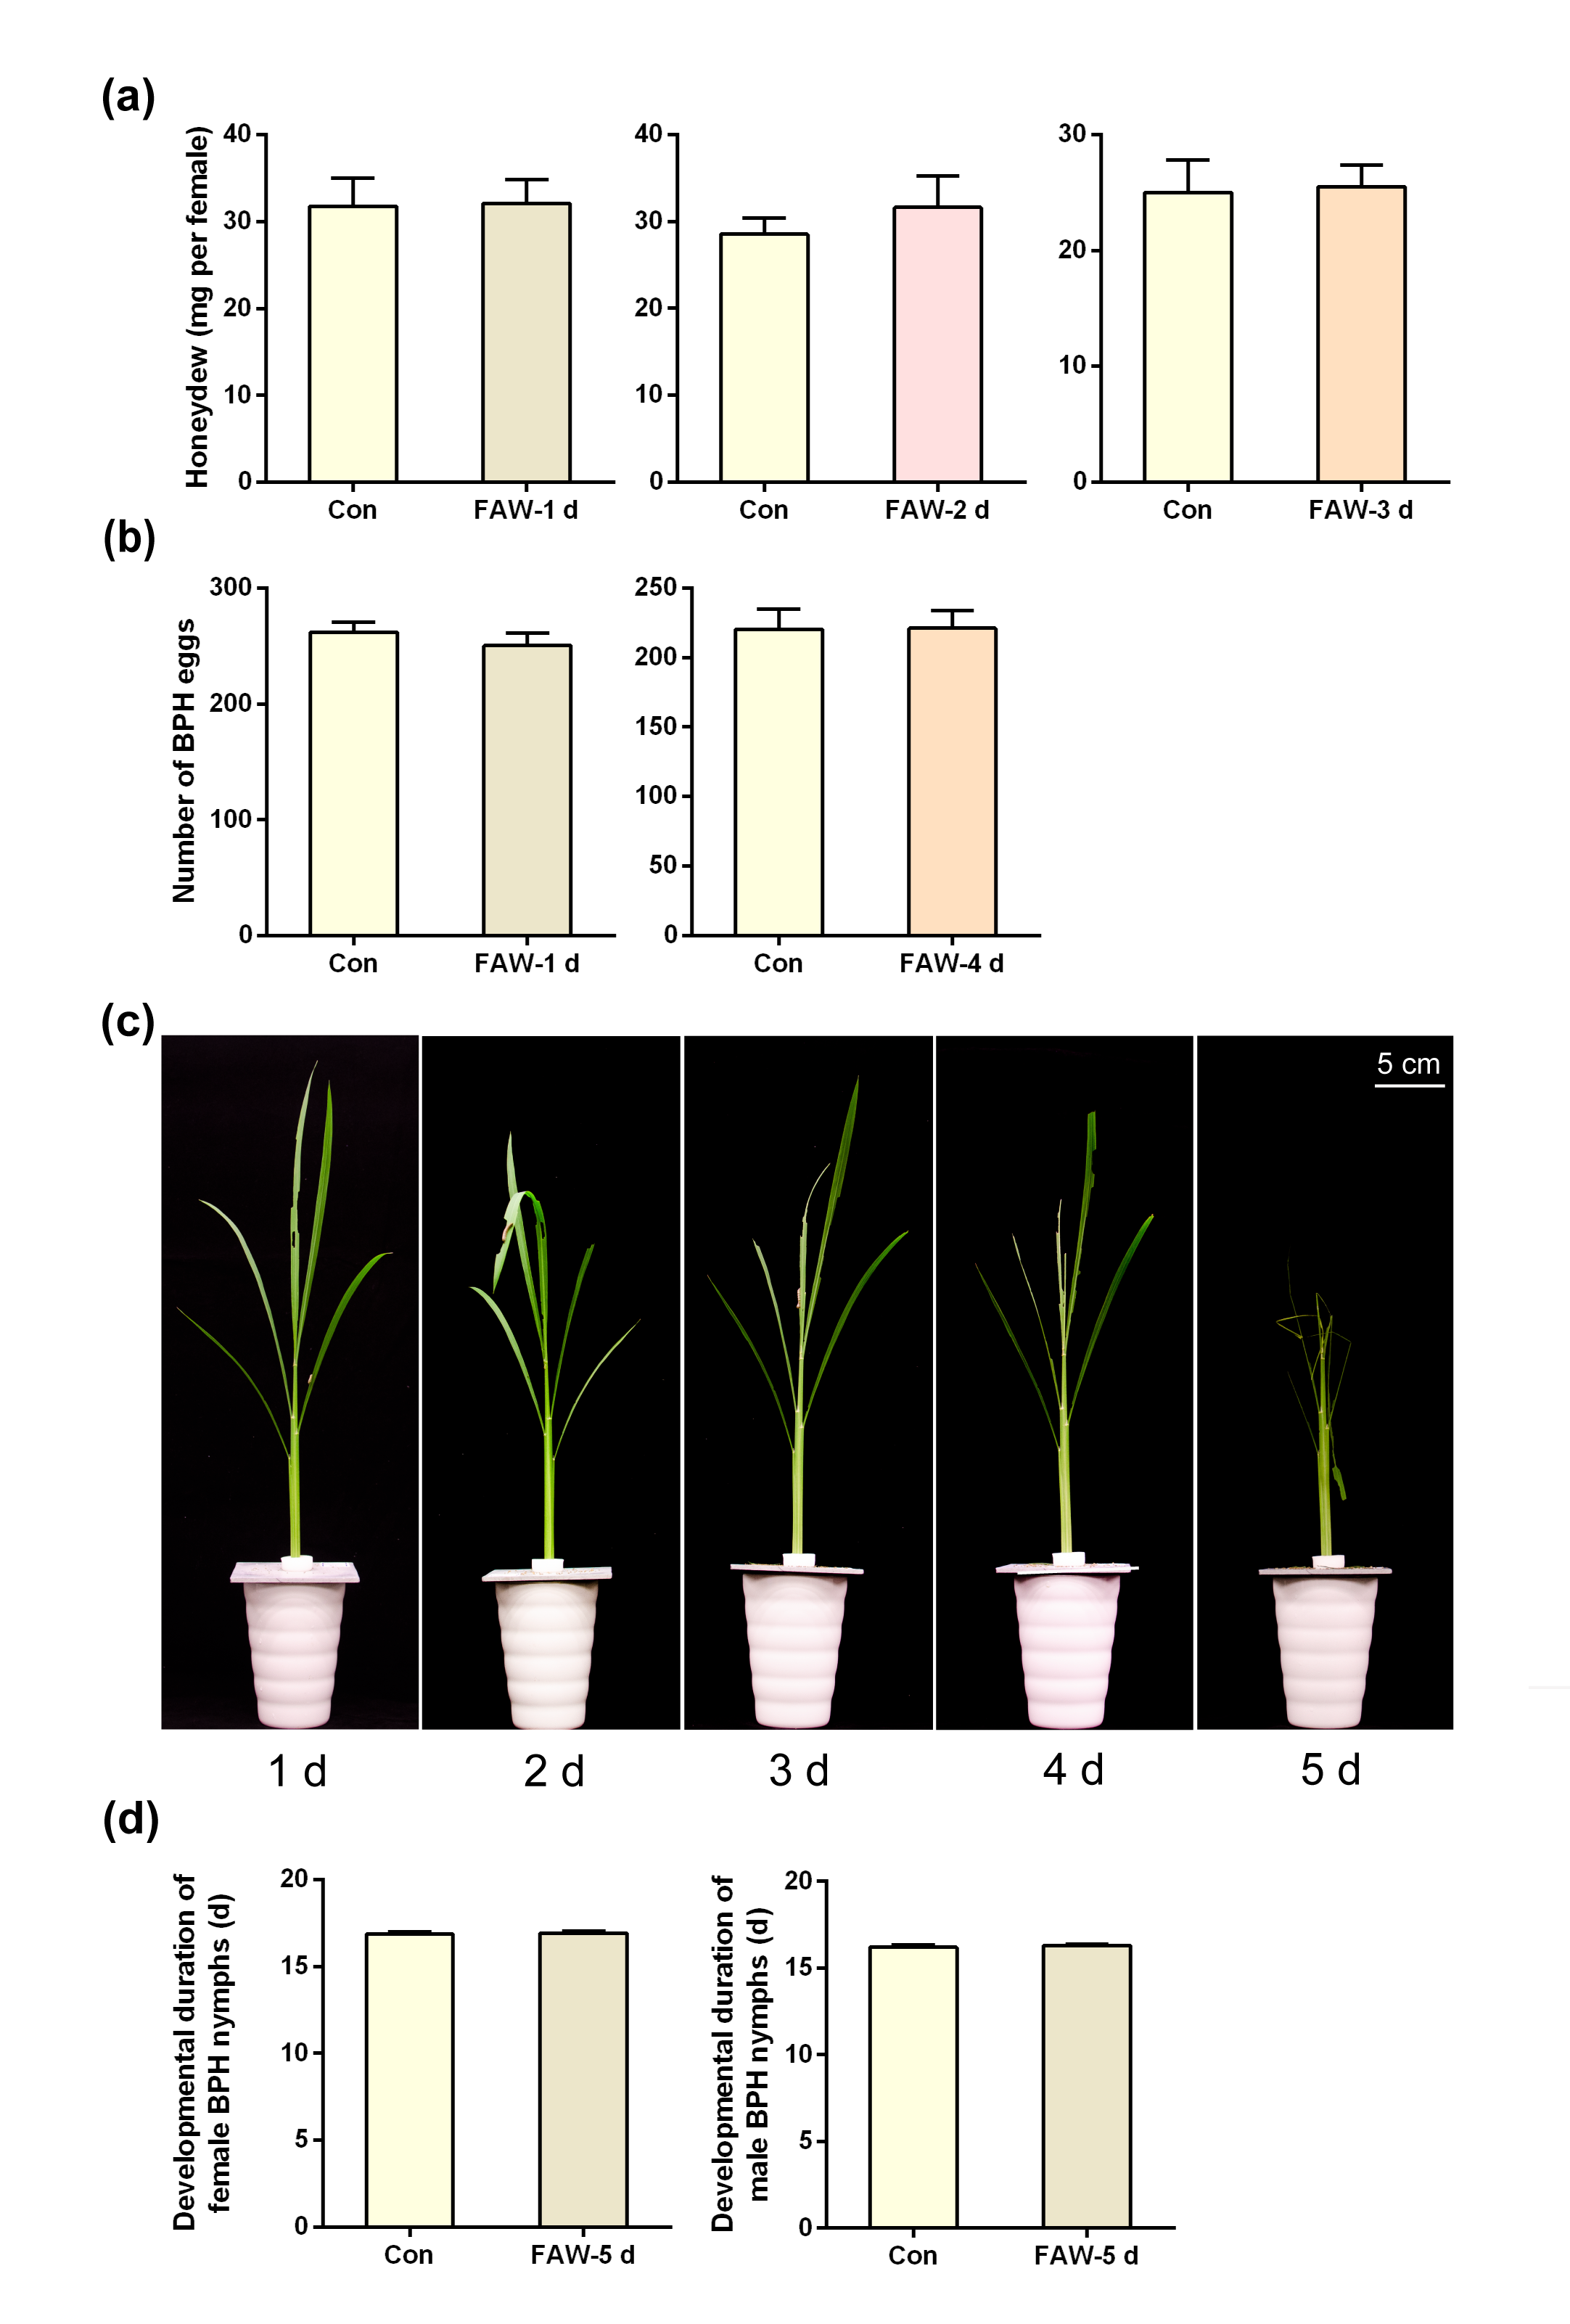 (a)
Honeydew (mg per female)
40
30
20
10
0
Con
FAW-1 d
40
30
20
10
0
Con
FAW-2 d
30
20
10
0
Con
FAW-3 d
(b)
Number of BPH eggs
300
200
100
0
Con
FAW-1 d
250
200
150
100
50
0
Con
FAW-4 d
(c)
5 cm
1 d
2 d
3 d
4 d
5 d
(d)
Developmental duration of
female BPH nymphs (d)
20
15
10
5
0
Con
FAW-5 d
Developmental duration of
male BPH nymphs (d)
20
15
10
5
0
Con
FAW-5 d